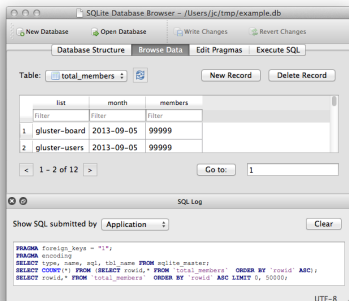 SQLite Database Browser - /Users/jc/tmp/example.db
New Database Open Database Write Changes Revert Changes
Database Structure Browse Data Edit Pragmas Execute SQL
Table: total_members New Record Delete Record
list month members
Filter Filter Filter
1 gluster-board 2013-09-05 99999
2 gluster-users 2013-09-05 99999
< 1 - 2 of 12 > Go to: 1
SQL Log
Show SQL submitted by Application Clear
PRAGMA foreign_keys = "1";
PRAGMA encoding
SELECT type, name, sql, tbl_name FROM sqlite_master;
SELECT COUNT(*) FROM (SELECT rowid,* FROM `total_members` ORDER BY `rowid` ASC);
SELECT rowid,* FROM `total_members` ORDER BY `rowid` ASC LIMIT 0, 50000;
UTF-8